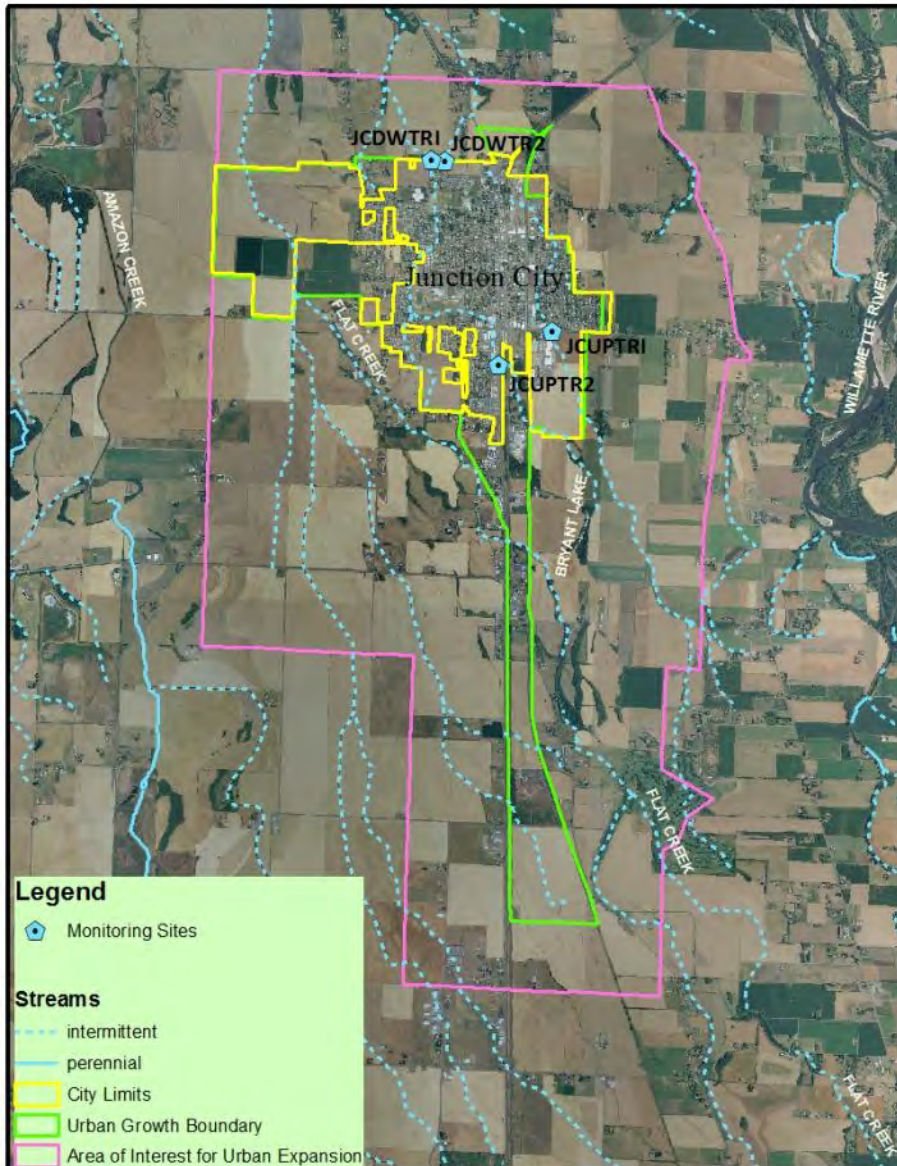 JCDWTR1
JCDWTR2
AMAZON CREEK
Junction City
WILLAMETTE RIVER
FLAT CREEK
JCUPTR1
JCUPTR2
BRYANT LAKE
FLAT CREEK
FLAT CREEK
Legend
Monitoring Sites
Streams
intermittent
perennial
City Limits
Urban Growth Boundary
Area of Interest for Urban Expansion